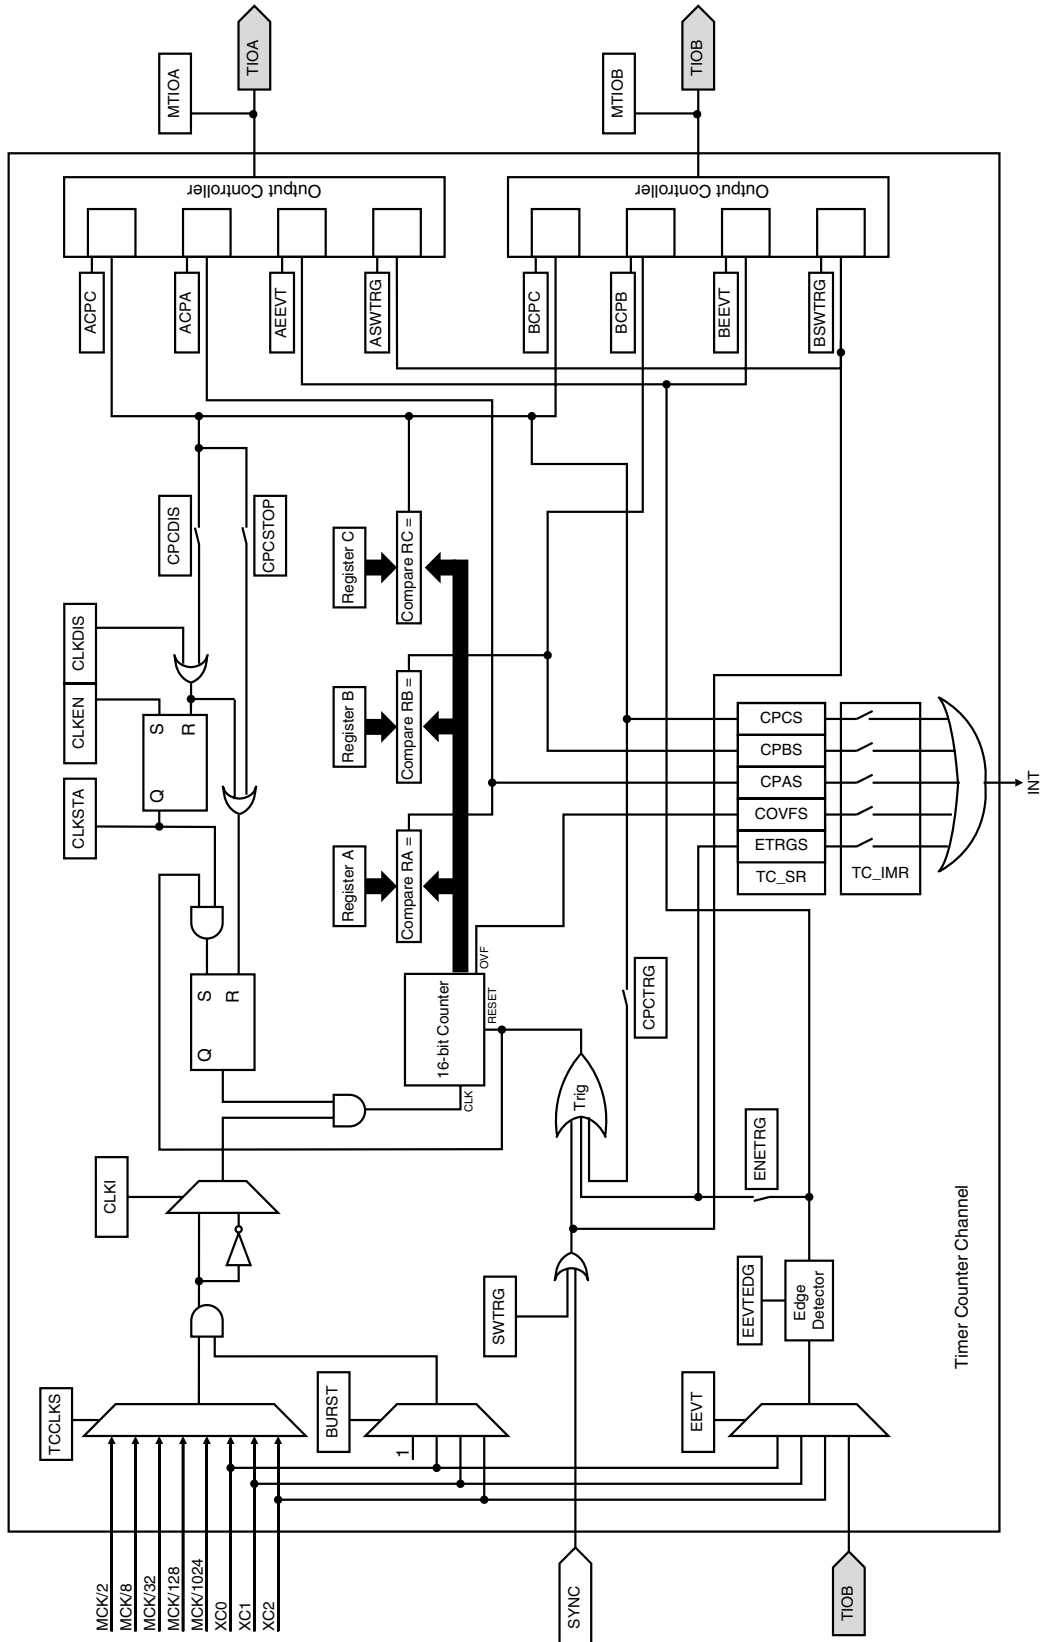 TCCLKS
MCK/2
MCK/8
MCK/32
MCK/128
MCK/1024
XC0
XC1
XC2
CLKI
CLKSTA
CLKEN
CLKDIS
Q
S
R
Q
S
R
CPCDIS
CPCSTOP
ACPC
ACPA
AEEVT
ASWTRG
Output Controller
MTIOA
TIOA
BURST
1
Register A
Register B
Register C
Compare RA =
Compare RB =
Compare RC =
16-bit Counter
CLK
RESET
OVF
SWTRG
SYNC
Trig
BCPC
BCPB
BEEVT
BSWTRG
Output Controller
MTIOB
TIOB
CPCTRG
ENETRG
EEVT
EEVTEDG
Edge
Detector
TIOB
CPCS
CPBS
CPAS
COVFS
ETRGS
TC_SR
TC_IMR
INT
Timer Counter Channel